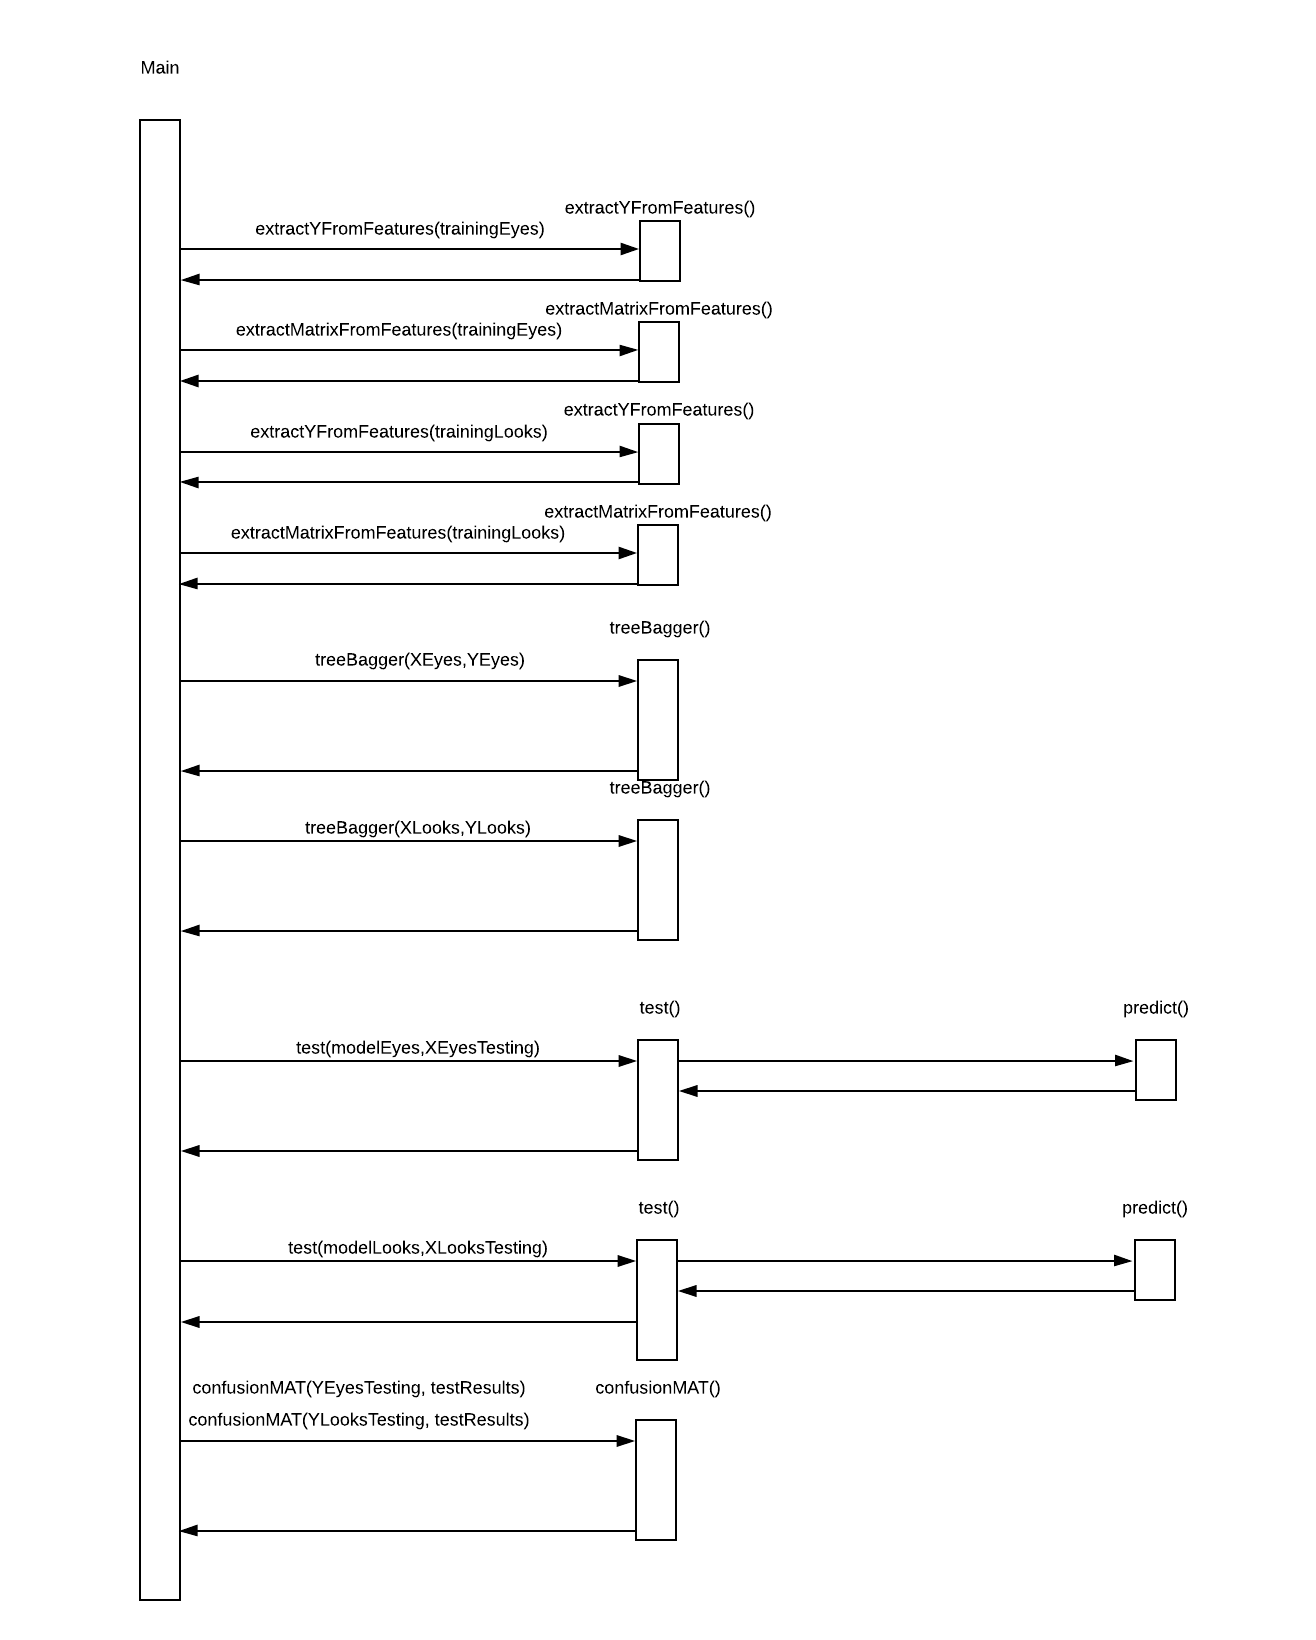 Main
extractYFromFeatures()
extractYFromFeatures(trainingEyes)
extractMatrixFromFeatures()
extractMatrixFromFeatures(trainingEyes)
extractYFromFeatures()
extractYFromFeatures(trainingLooks)
extractMatrixFromFeatures()
extractMatrixFromFeatures(trainingLooks)
treeBagger()
treeBagger(XEyes,YEyes)
treeBagger()
treeBagger(XLooks,YLooks)
test()
predict()
test(modelEyes,XEyesTesting)
test()
predict()
test(modelLooks,XLooksTesting)
confusionMAT(YEyesTesting, testResults)
confusionMAT()
confusionMAT(YLooksTesting, testResults)